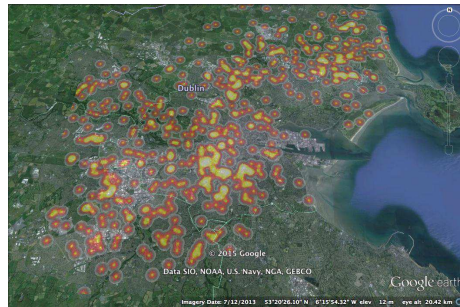 Dublin
© 2015 Google
Data SIO, NOAA, U.S. Navy, NGA, GEBCO
Google earth
Imagery Date: 7/12/2013 53°20'26.10" N 6°15'54.32" W elev 12 m eye alt 20.42 km